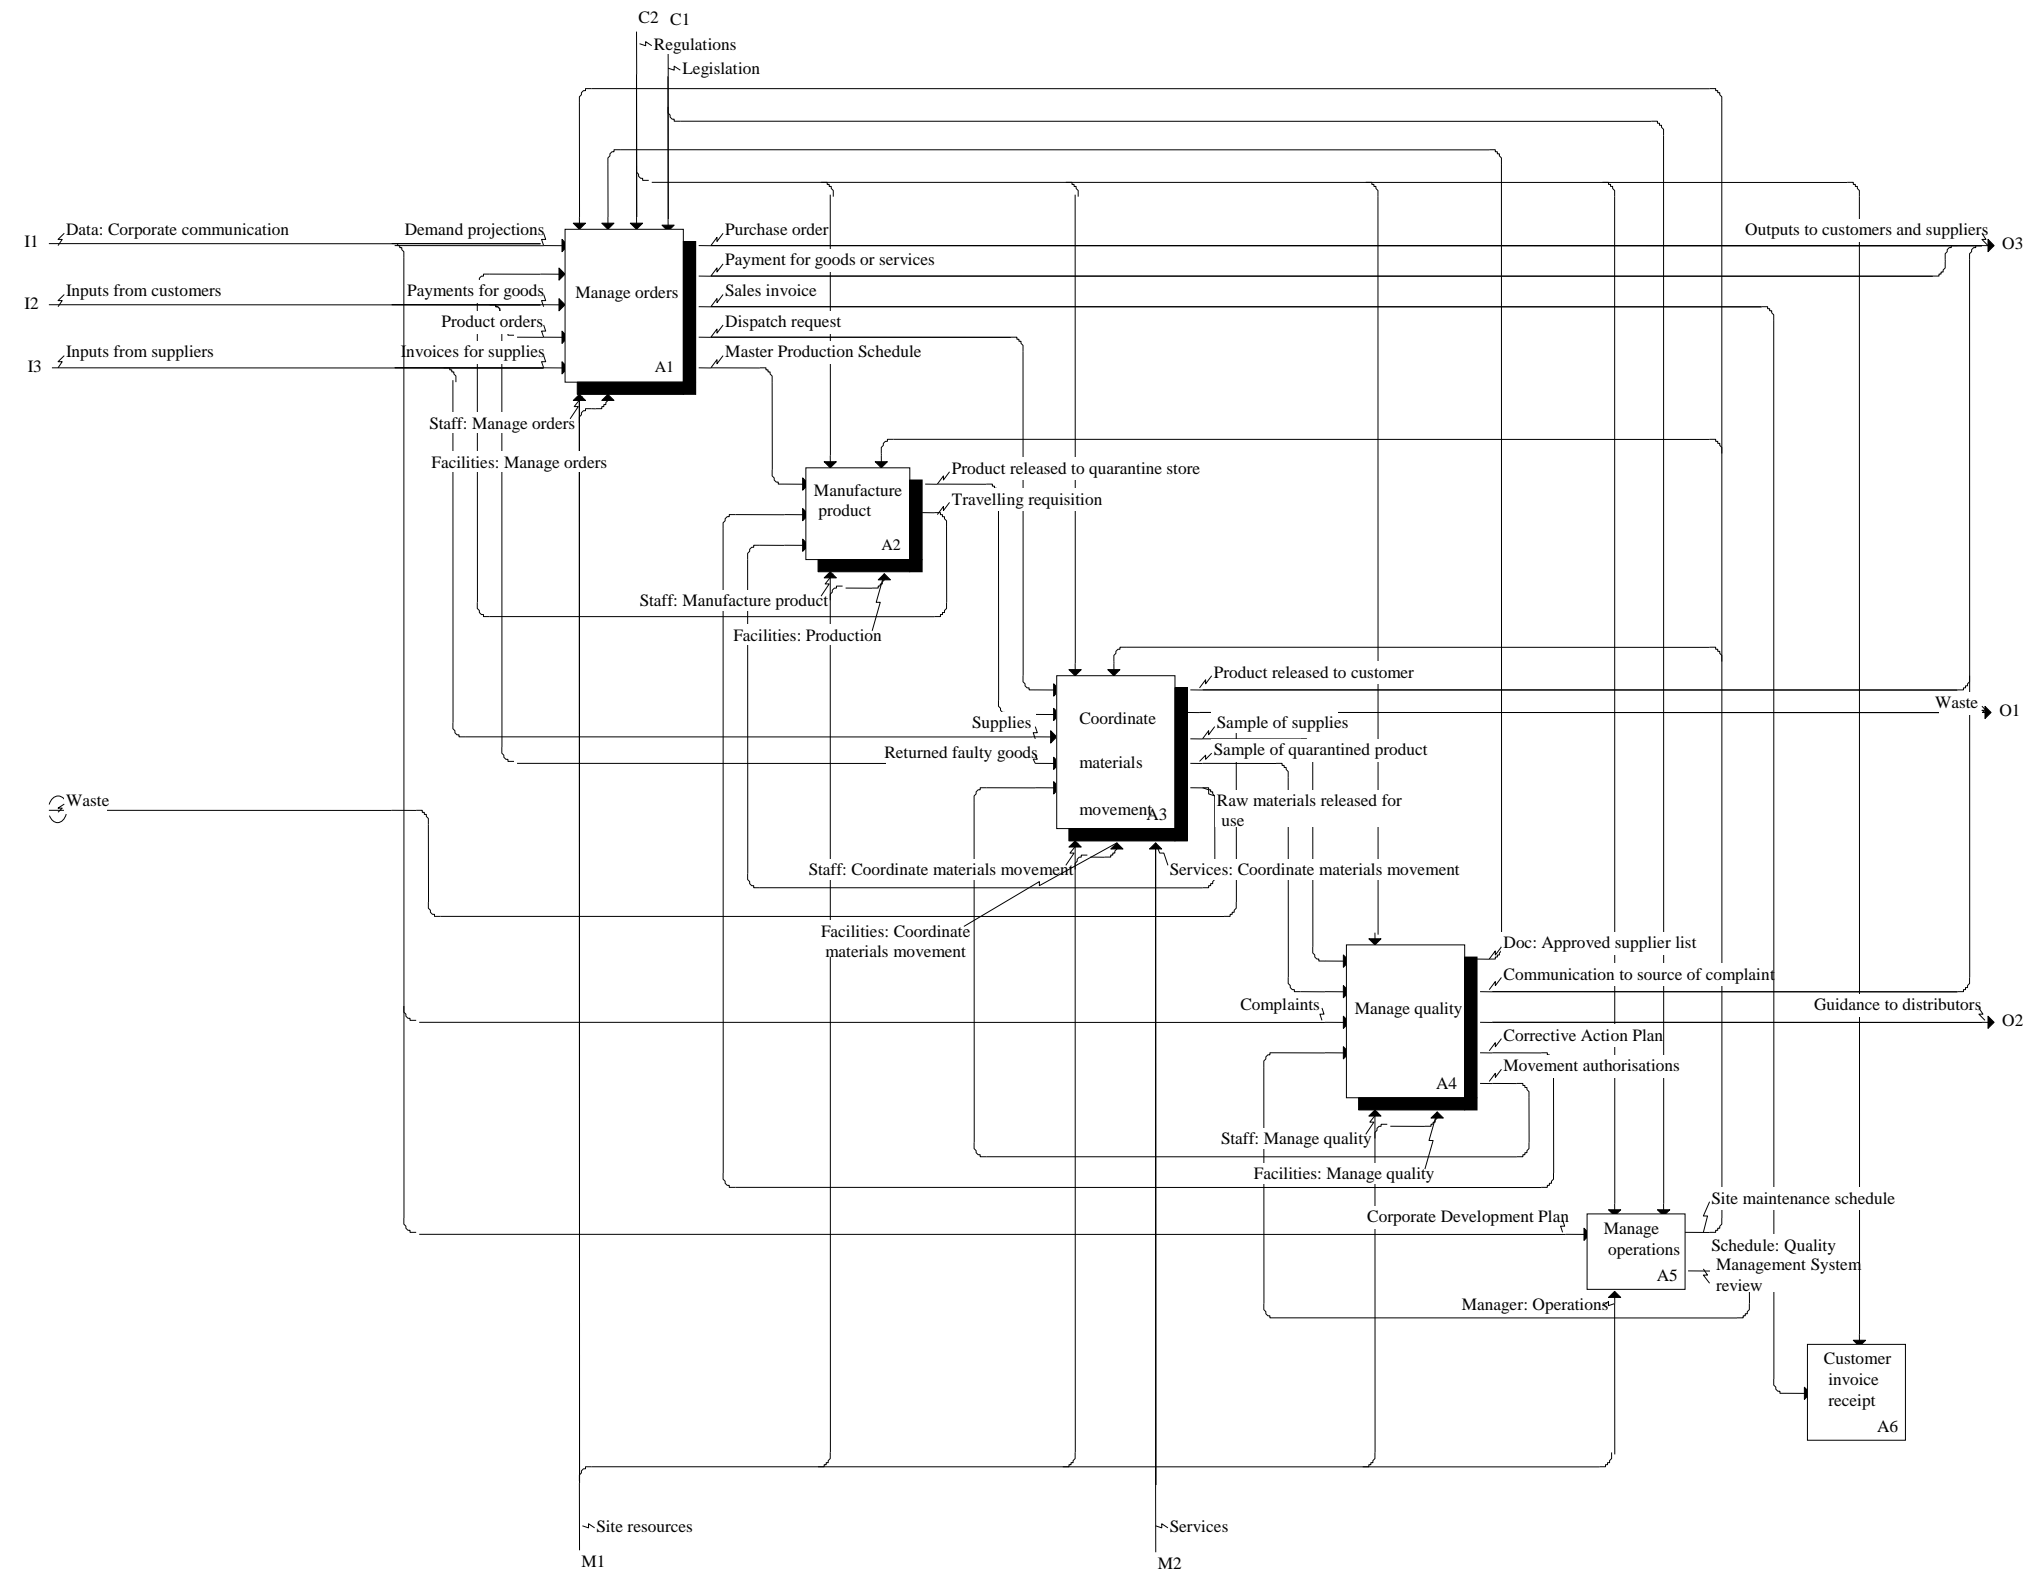 C2 C1
Regulations
Legislation
I1 Data: Corporate communication Demand projections Purchase order Outputs to customers and suppliers O3
Payment for goods or services
I2 Inputs from customers Payments for goods Manage orders Sales invoice
Product orders Dispatch request
I3 Inputs from suppliers Invoices for supplies A1 Master Production Schedule
Staff: Manage orders
Facilities: Manage orders
Product released to quarantine store
Manufacture
product
Travelling requisition
A2
Staff: Manufacture product
Facilities: Production
Product released to customer
Waste O1
Coordinate
materials
movement
A3
Supplies
Sample of supplies
Returned faulty goods
Sample of quarantined product
Waste
Raw materials released for
use
Staff: Coordinate materials movement
Services: Coordinate materials movement
Facilities: Coordinate
materials movement
Doc: Approved supplier list
Communication to source of complaint
Complaints
Manage quality
Guidance to distributors O2
Corrective Action Plan
Movement authorisations
A4
Staff: Manage quality
Facilities: Manage quality
Site maintenance schedule
Corporate Development Plan
Manage
operations
A5
Schedule: Quality
Management System
review
Manager: Operations
Customer
invoice
receipt
A6
Site resources
Services
M1
M2